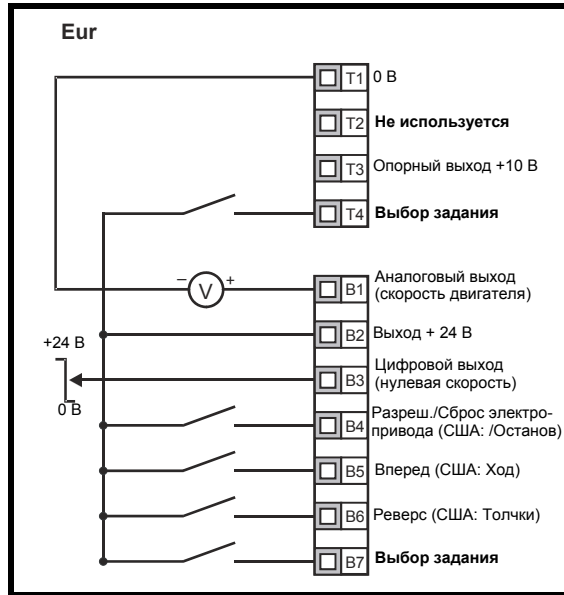 Eur
T1 0 В
T2 Не используется
T3 Опорный выход +10 В
T4 Выбор задания
– V +
B1 Аналоговый выход
(скорость двигателя)
B2 Выход + 24 В
+24 В
0 В
B3 Цифровой выход
(нулевая скорость)
B4 Разреш./Сброс электро-
привода (США: /Останов)
B5 Вперед (США: Ход)
B6 Реверс (США: Толчки)
B7 Выбор задания